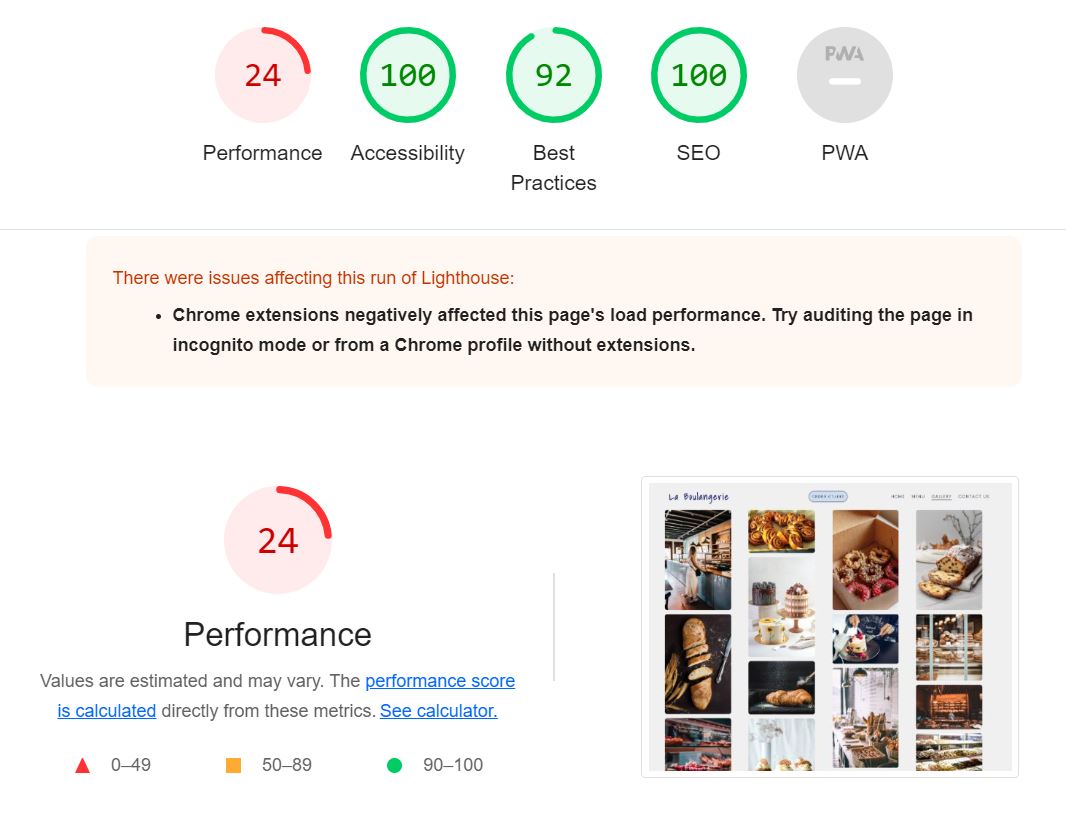 24
100
92
100
PWA
Performance
Accessibility
Best
Practices
SEO
PWA
There were issues affecting this run of Lighthouse:
Chrome extensions negatively affected this page's load performance. Try auditing the page in
incognito mode or from a Chrome profile without extensions.
24
Performance
Values are estimated and may vary. The performance score
is calculated directly from these metrics. See calculator.
0–49
50–89
90–100
La Boulangerie
HOME MENU GALLERY CONTACT US